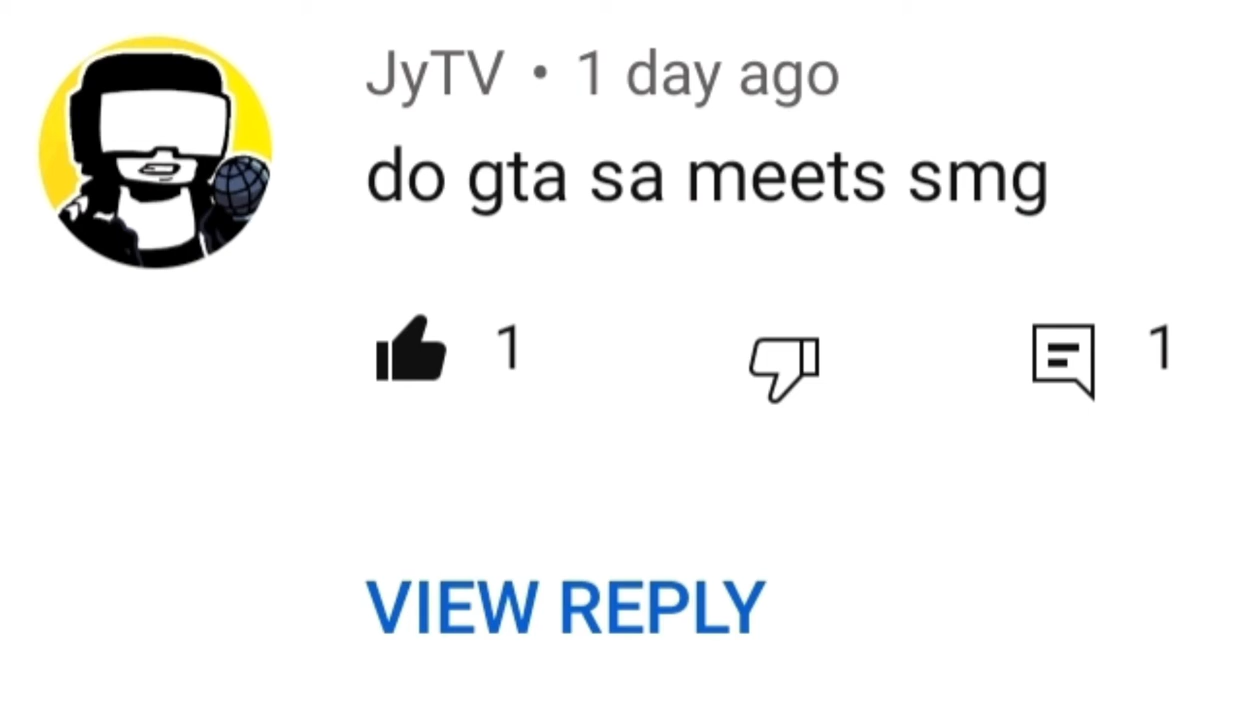 JyTV • 1 day ago
do gta sa meets smg
1 1
VIEW REPLY